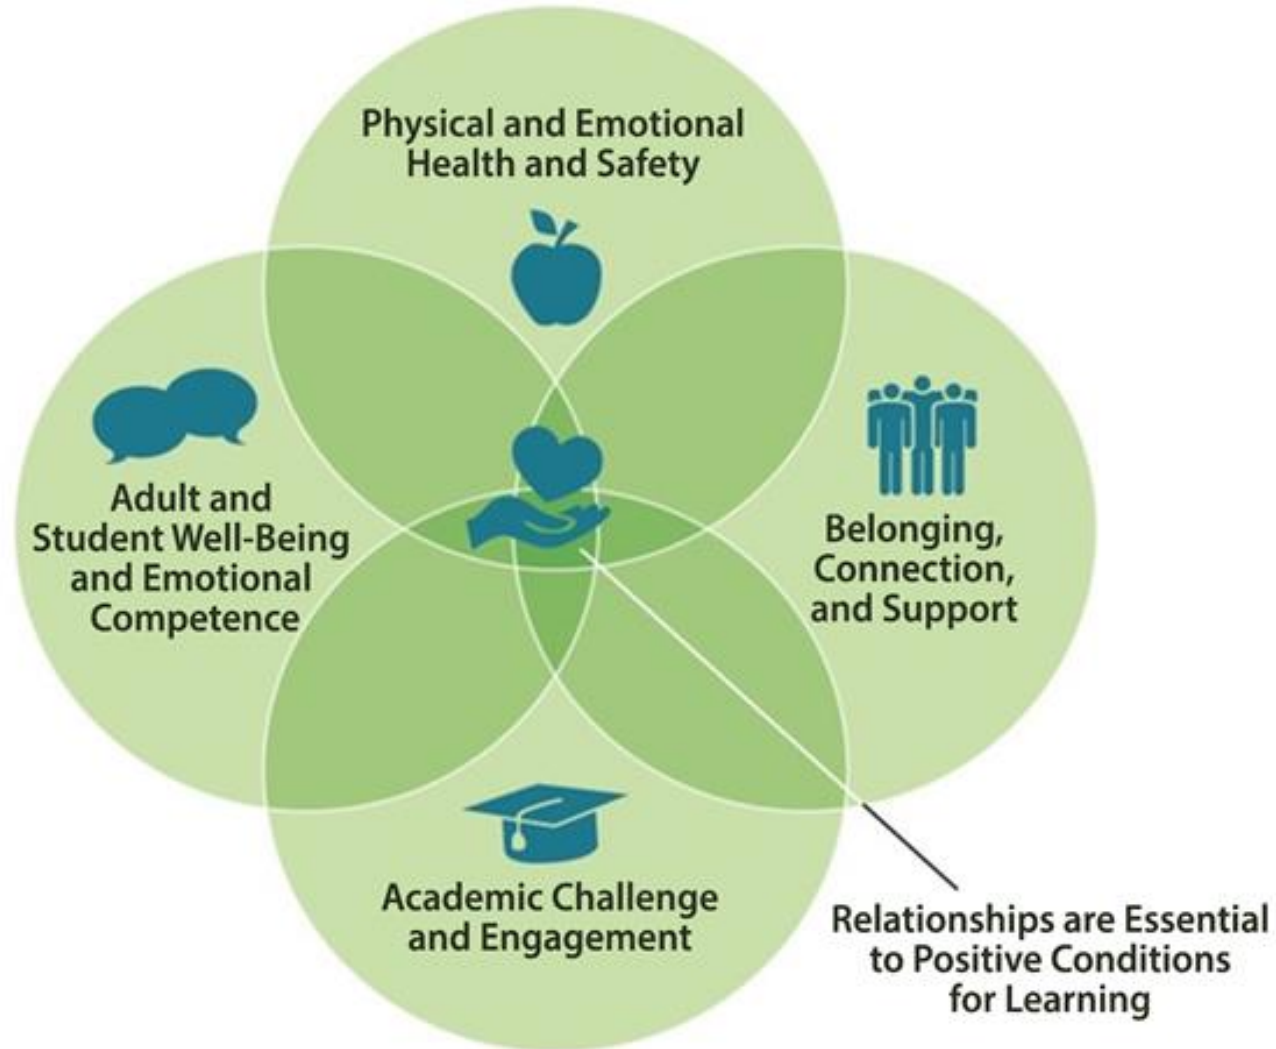 Physical and Emotional
Health and Safety
Adult and
Student Well-Being
and Emotional
Competence
Belonging,
Connection,
and Support
Academic Challenge
and Engagement
Relationships are Essential
to Positive Conditions
for Learning